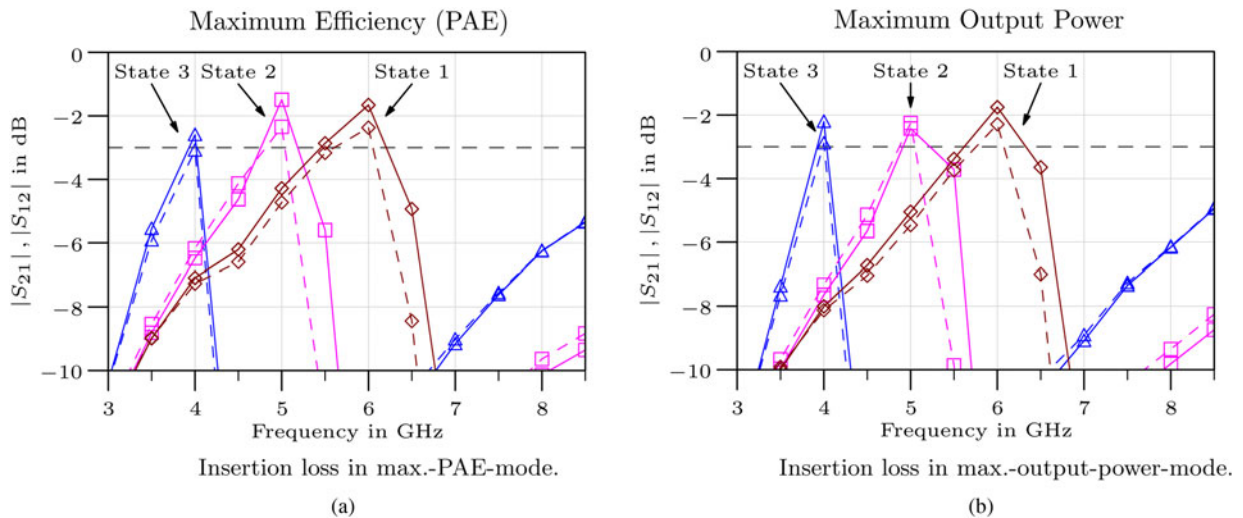 Maximum Efficiency (PAE)
0
−2
−4
−6
−8
−10
|S21| , |S12| in dB
State 3
State 2
State 1
3
4
5
6
7
8
Frequency in GHz
Insertion loss in max.-PAE-mode.
(a)
Maximum Output Power
0
−2
−4
−6
−8
−10
|S21| , |S12| in dB
State 3
State 2
State 1
3
4
5
6
7
8
Frequency in GHz
Insertion loss in max.-output-power-mode.
(b)